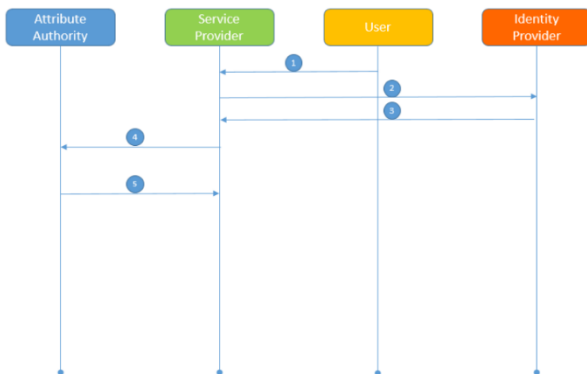 Attribute
Authority
Service
Provider
User
Identity
Provider
1
2
3
4
5